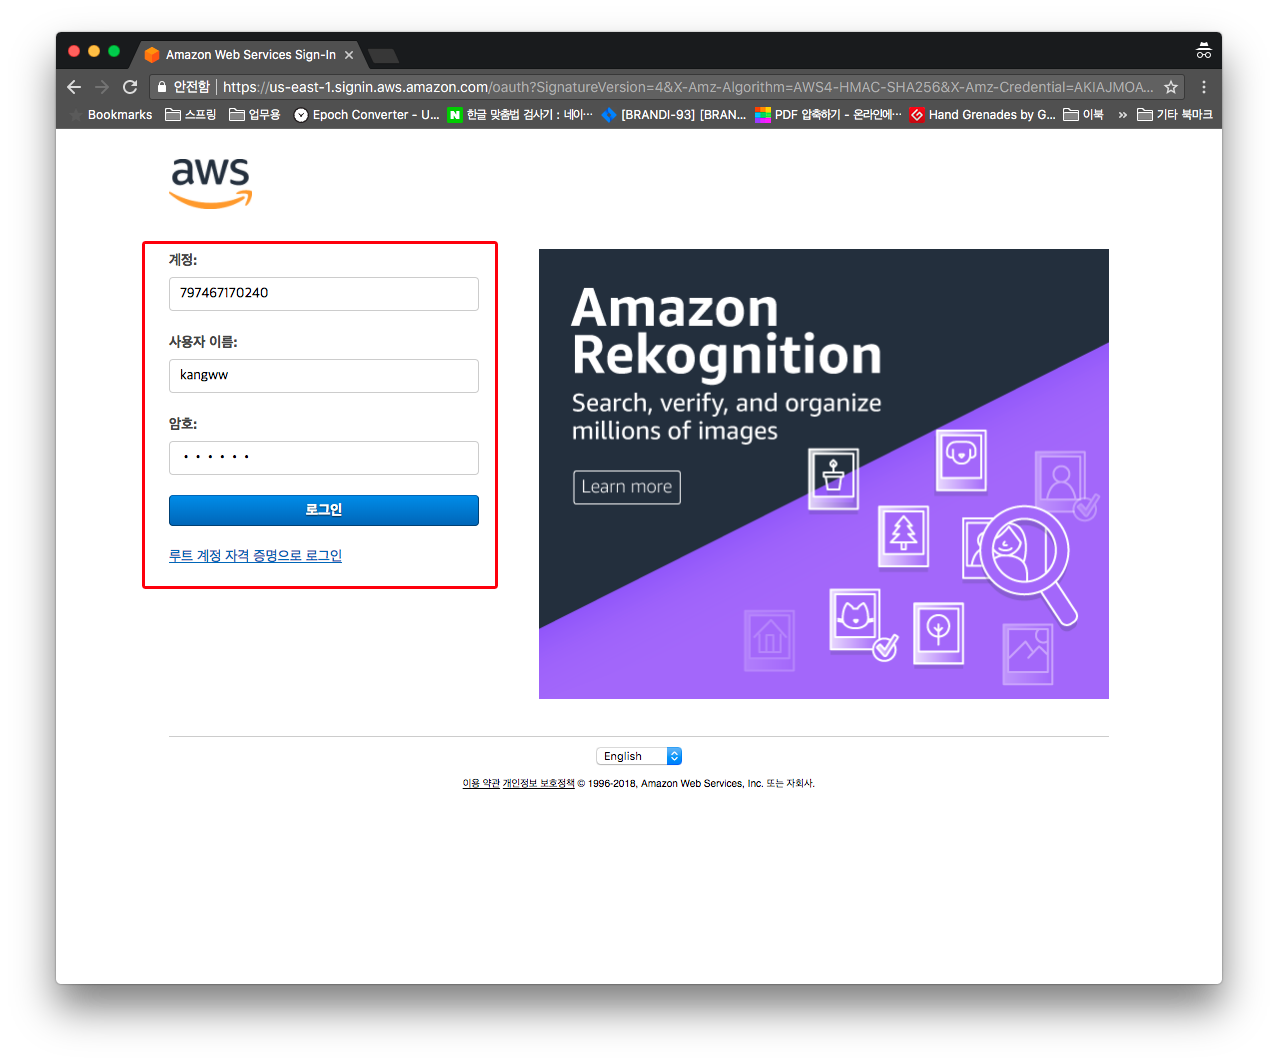 Amazon Web Services Sign-In
안전함 | https://us-east-1.signin.aws.amazon.com/oauth?SignatureVersion=4&X-Amz-Algorithm=AWS4-HMAC-SHA256&X-Amz-Credential=AKIAJMOA...
Bookmarks 스프링 업무용 Epoch Converter - U... N 한글 맞춤법 검사기 : 네이... [BRANDI-93] [BRAN... PDF 압축하기 - 온라인에... Hand Grenades by G... 이북 » 기타 북마크
aws
계정:
797467170240
사용자 이름:
kangww
암호:
••••••
로그인
루트 계정 자격 증명으로 로그인
Amazon
Rekognition
Search, verify, and organize
millions of images
Learn more
English
이용 약관 개인정보 보호정책 © 1996-2018, Amazon Web Services, Inc. 또는 자회사.